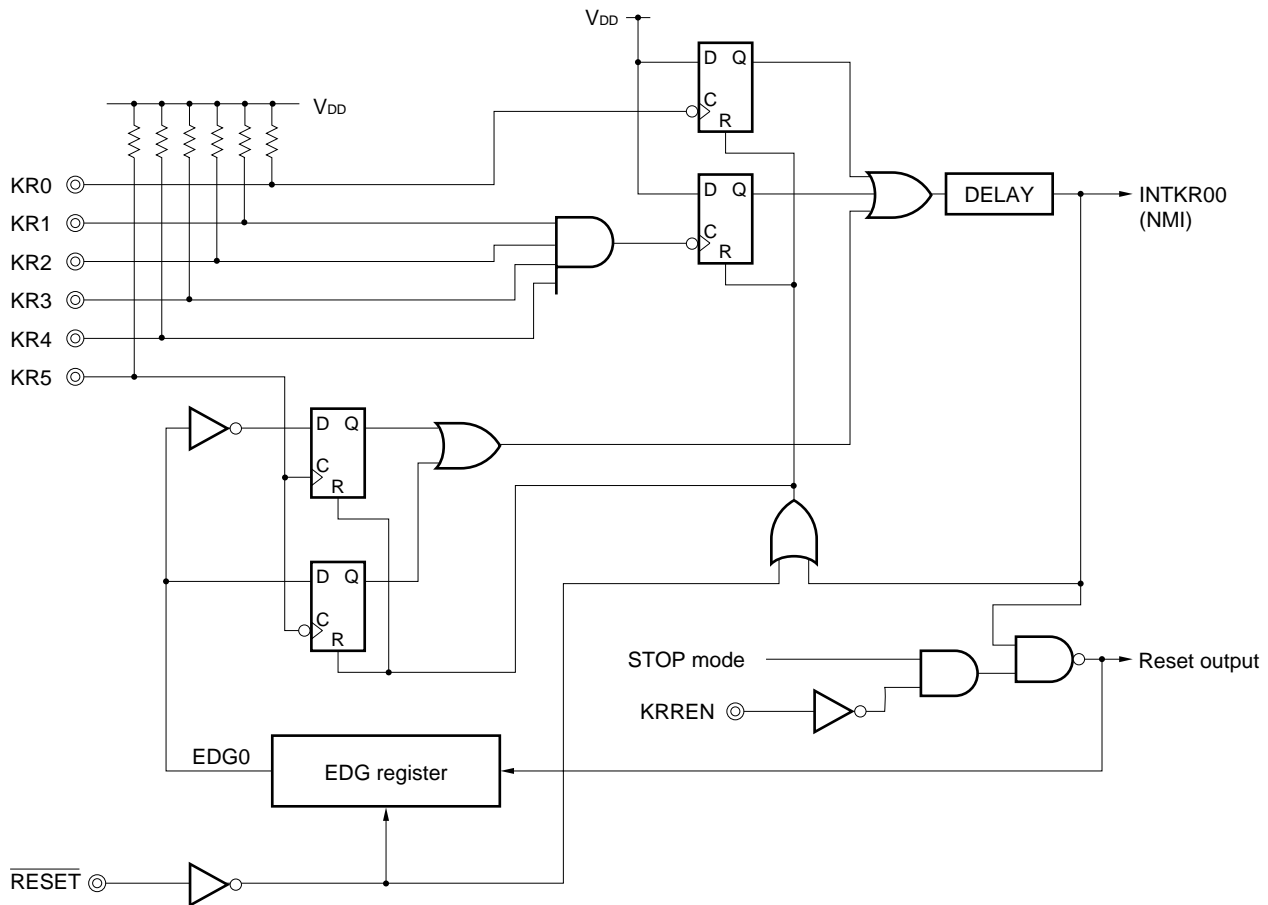 VDD
D Q
C
R
VDD
KR0
KR1
KR2
KR3
KR4
KR5
D Q
C
R
DELAY
INTKR00
(NMI)
D Q
C
R
D Q
C
R
STOP mode
KRREN
Reset output
EDG0
EDG register
RESET